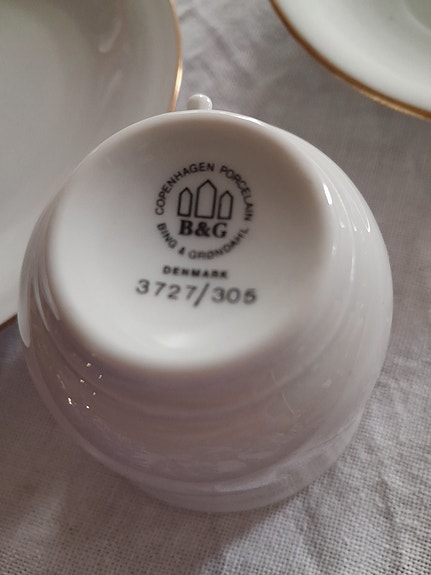 COPENHAGEN PORCELAIN
B&G
BING & GRØNDAHL
DENMARK
3727/305